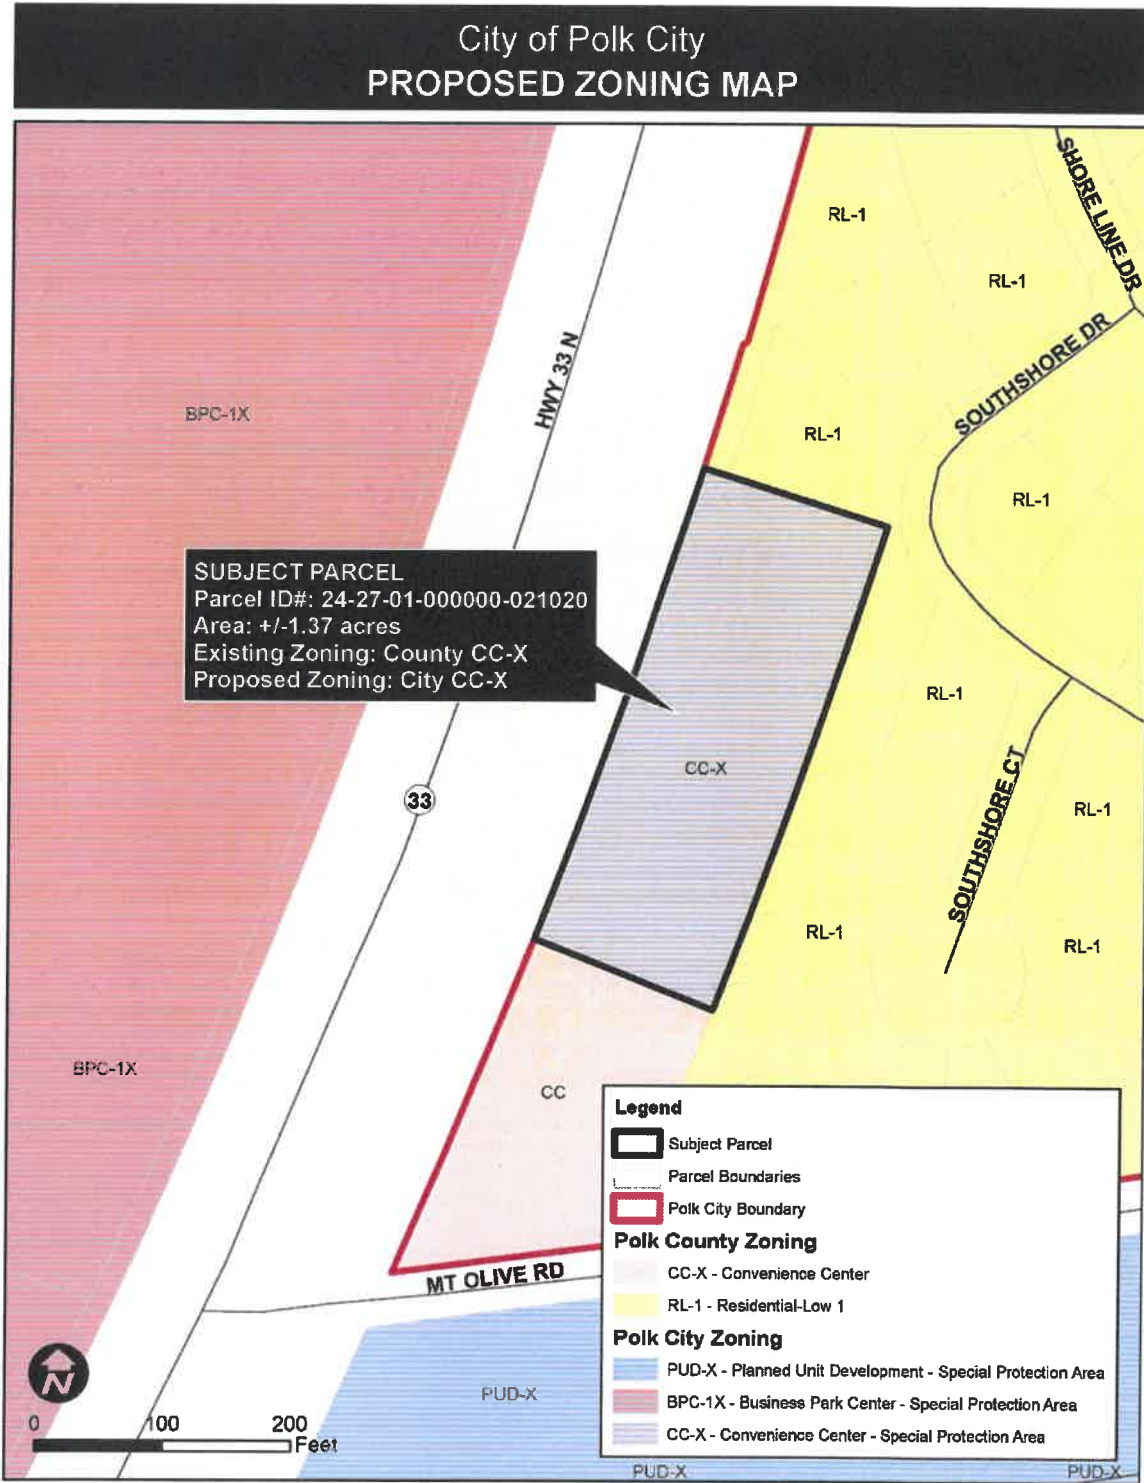 City of Polk City
PROPOSED ZONING MAP
SHORE LINE DR
RL-1
RL-1
SOUTHSHORE DR
HWY 33 N
BPC-1X
RL-1
RL-1
SUBJECT PARCEL
Parcel ID#: 24-27-01-000000-021020
Area: +/-1.37 acres
Existing Zoning: County CC-X
Proposed Zoning: City CC-X
RL-1
CC-X
33
SOUTHSHORE CT
RL-1
RL-1
RL-1
BPC-1X
CC
Legend
Subject Parcel
Parcel Boundaries
Polk City Boundary
Polk County Zoning
CC-X - Convenience Center
RL-1 - Residential-Low 1
Polk City Zoning
PUD-X - Planned Unit Development - Special Protection Area
BPC-1X - Business Park Center - Special Protection Area
CC-X - Convenience Center - Special Protection Area
MT OLIVE RD
PUD-X
N
0 100 200
Feet
PUD-X
PUD-X